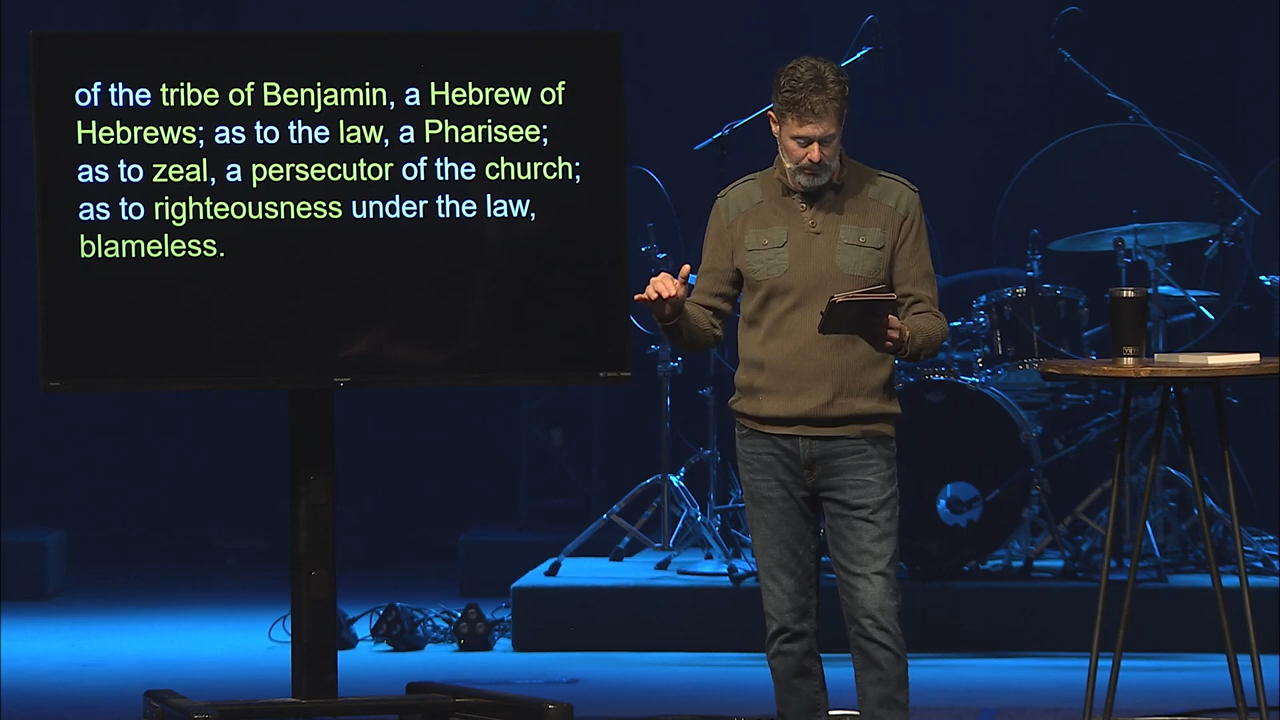 of the tribe of Benjamin, a Hebrew of
Hebrews; as to the law, a Pharisee;
as to zeal, a persecutor of the church;
as to righteousness under the law,
blameless.
YETI